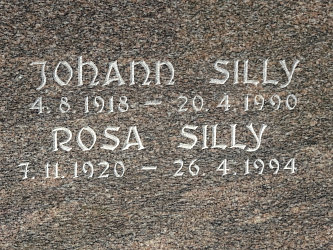 JOHANN SILLY
4.8.1918 – 20.4.1990
ROSA SILLY
7.11.1920 – 26.4.1994